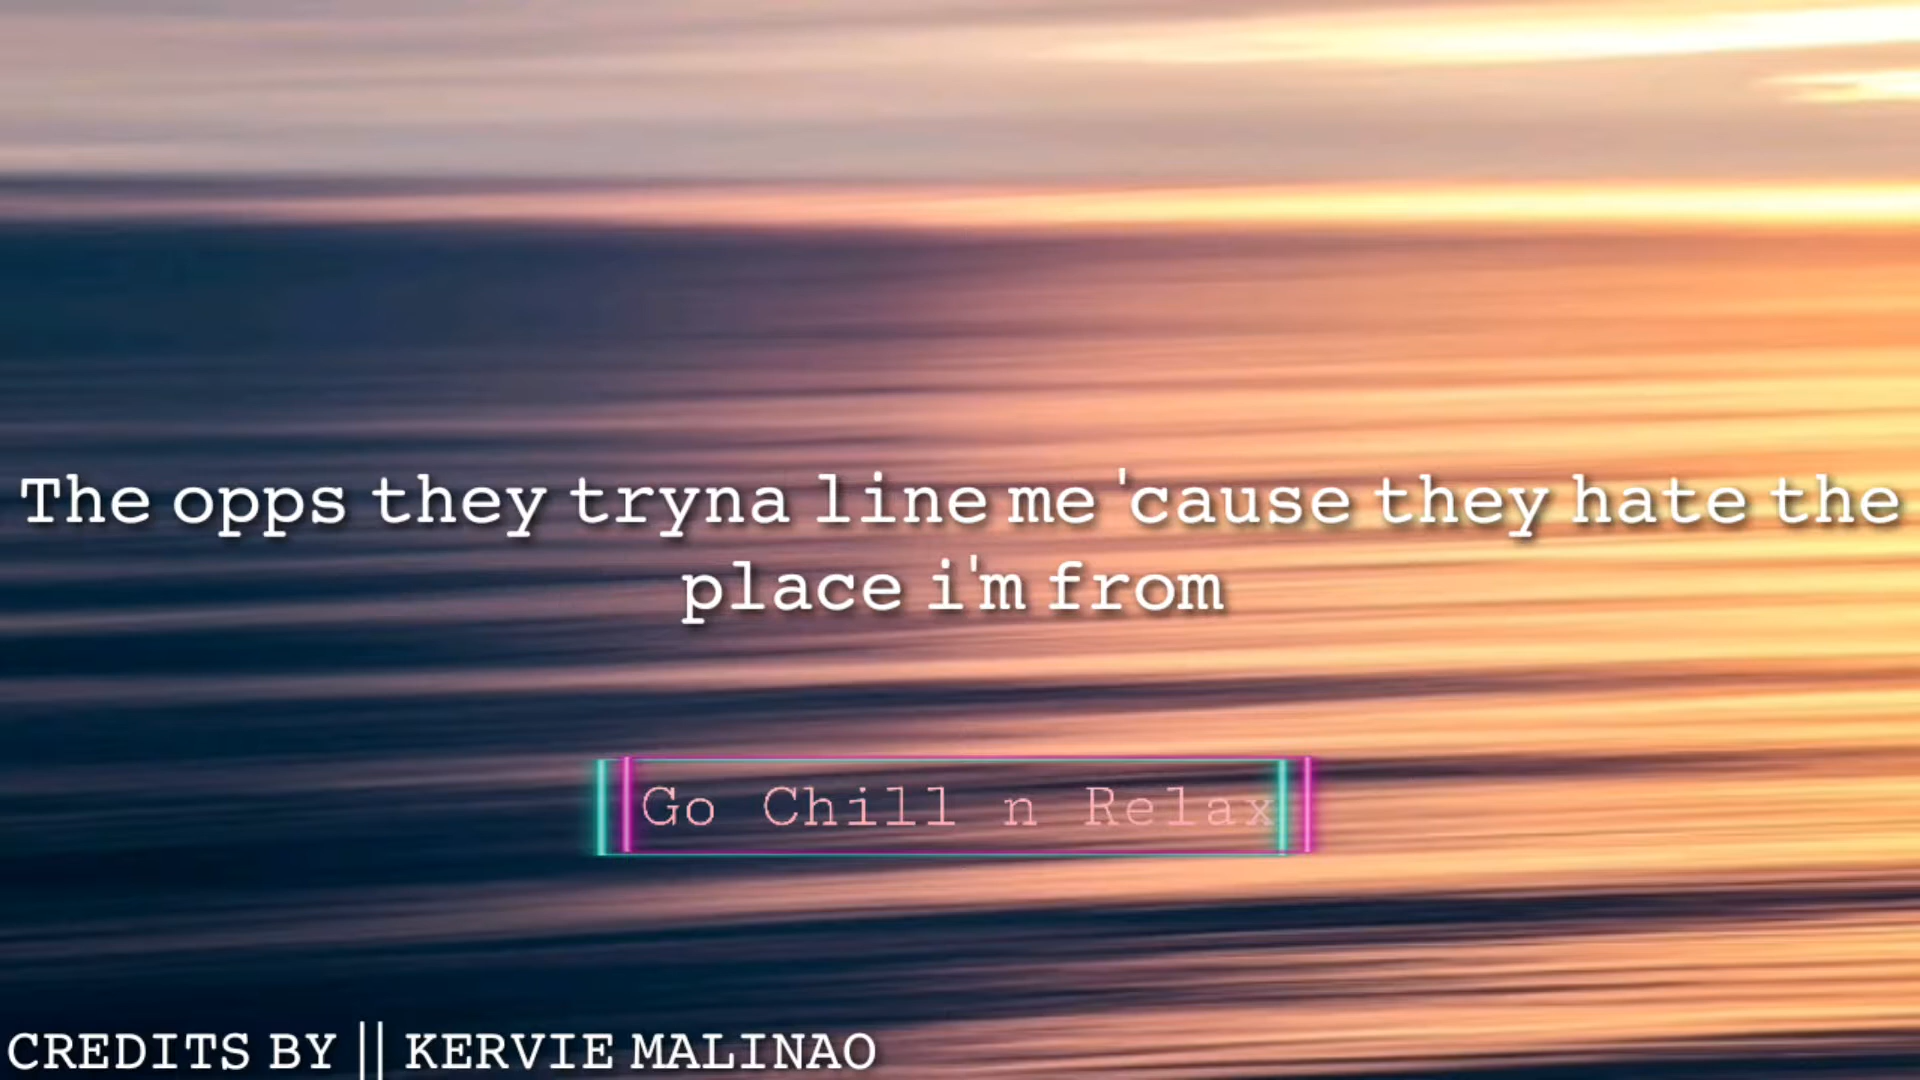 The opps they tryna line me 'cause they hate the
place i'm from
Go Chill n Relax
CREDITS BY || KERVIE MALINAO